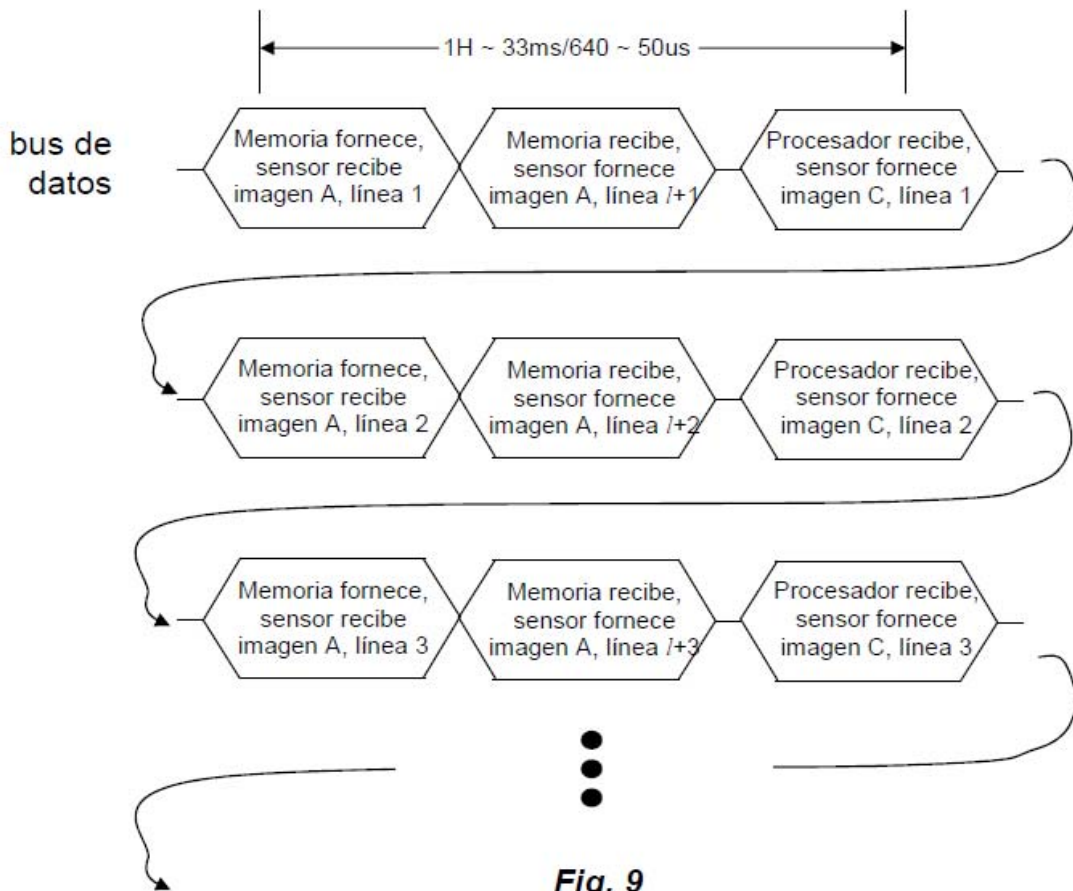 1H ~ 33ms/640 ~ 50us
bus de
datos
Memoria fornece,
sensor recibe
imagen A, línea 1
Memoria recibe,
sensor fornece
imagen A, línea l+1
Procesador recibe,
sensor fornece
imagen C, línea 1
Memoria fornece,
sensor recibe
imagen A, línea 2
Memoria recibe,
sensor fornece
imagen A, línea l+2
Procesador recibe,
sensor fornece
imagen C, línea 2
Memoria fornece,
sensor recibe
imagen A, línea 3
Memoria recibe,
sensor fornece
imagen A, línea l+3
Procesador recibe,
sensor fornece
imagen C, línea 3
Fig. 9